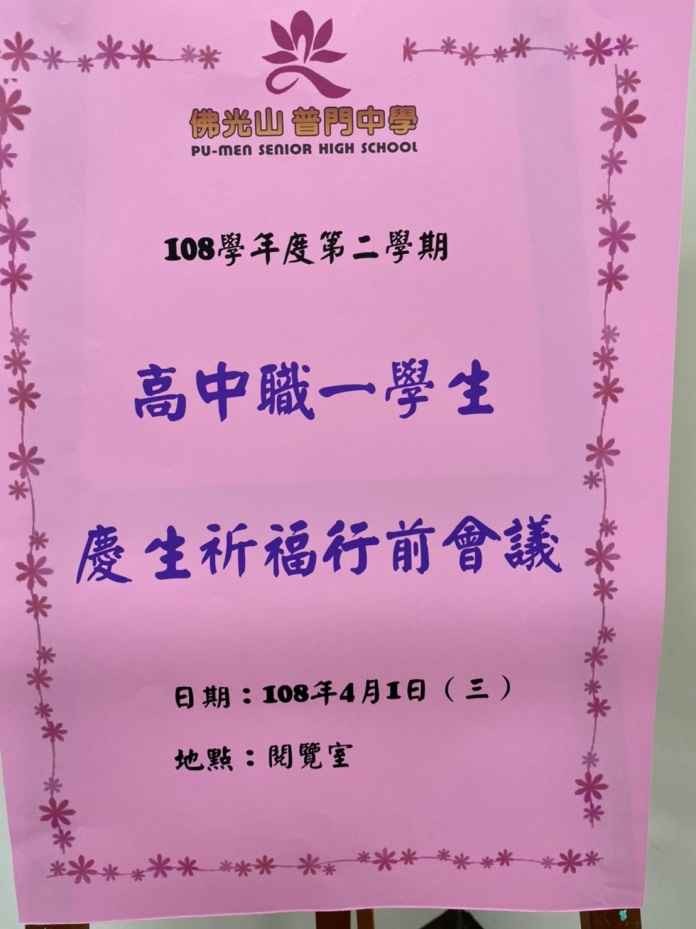 佛光山 普門中學
PU-MEN SENIOR HIGH SCHOOL
108學年度第二學期
高中職一學生
慶生祈福行前會議
日期：108年4月1日（三）
地點：閱覽室